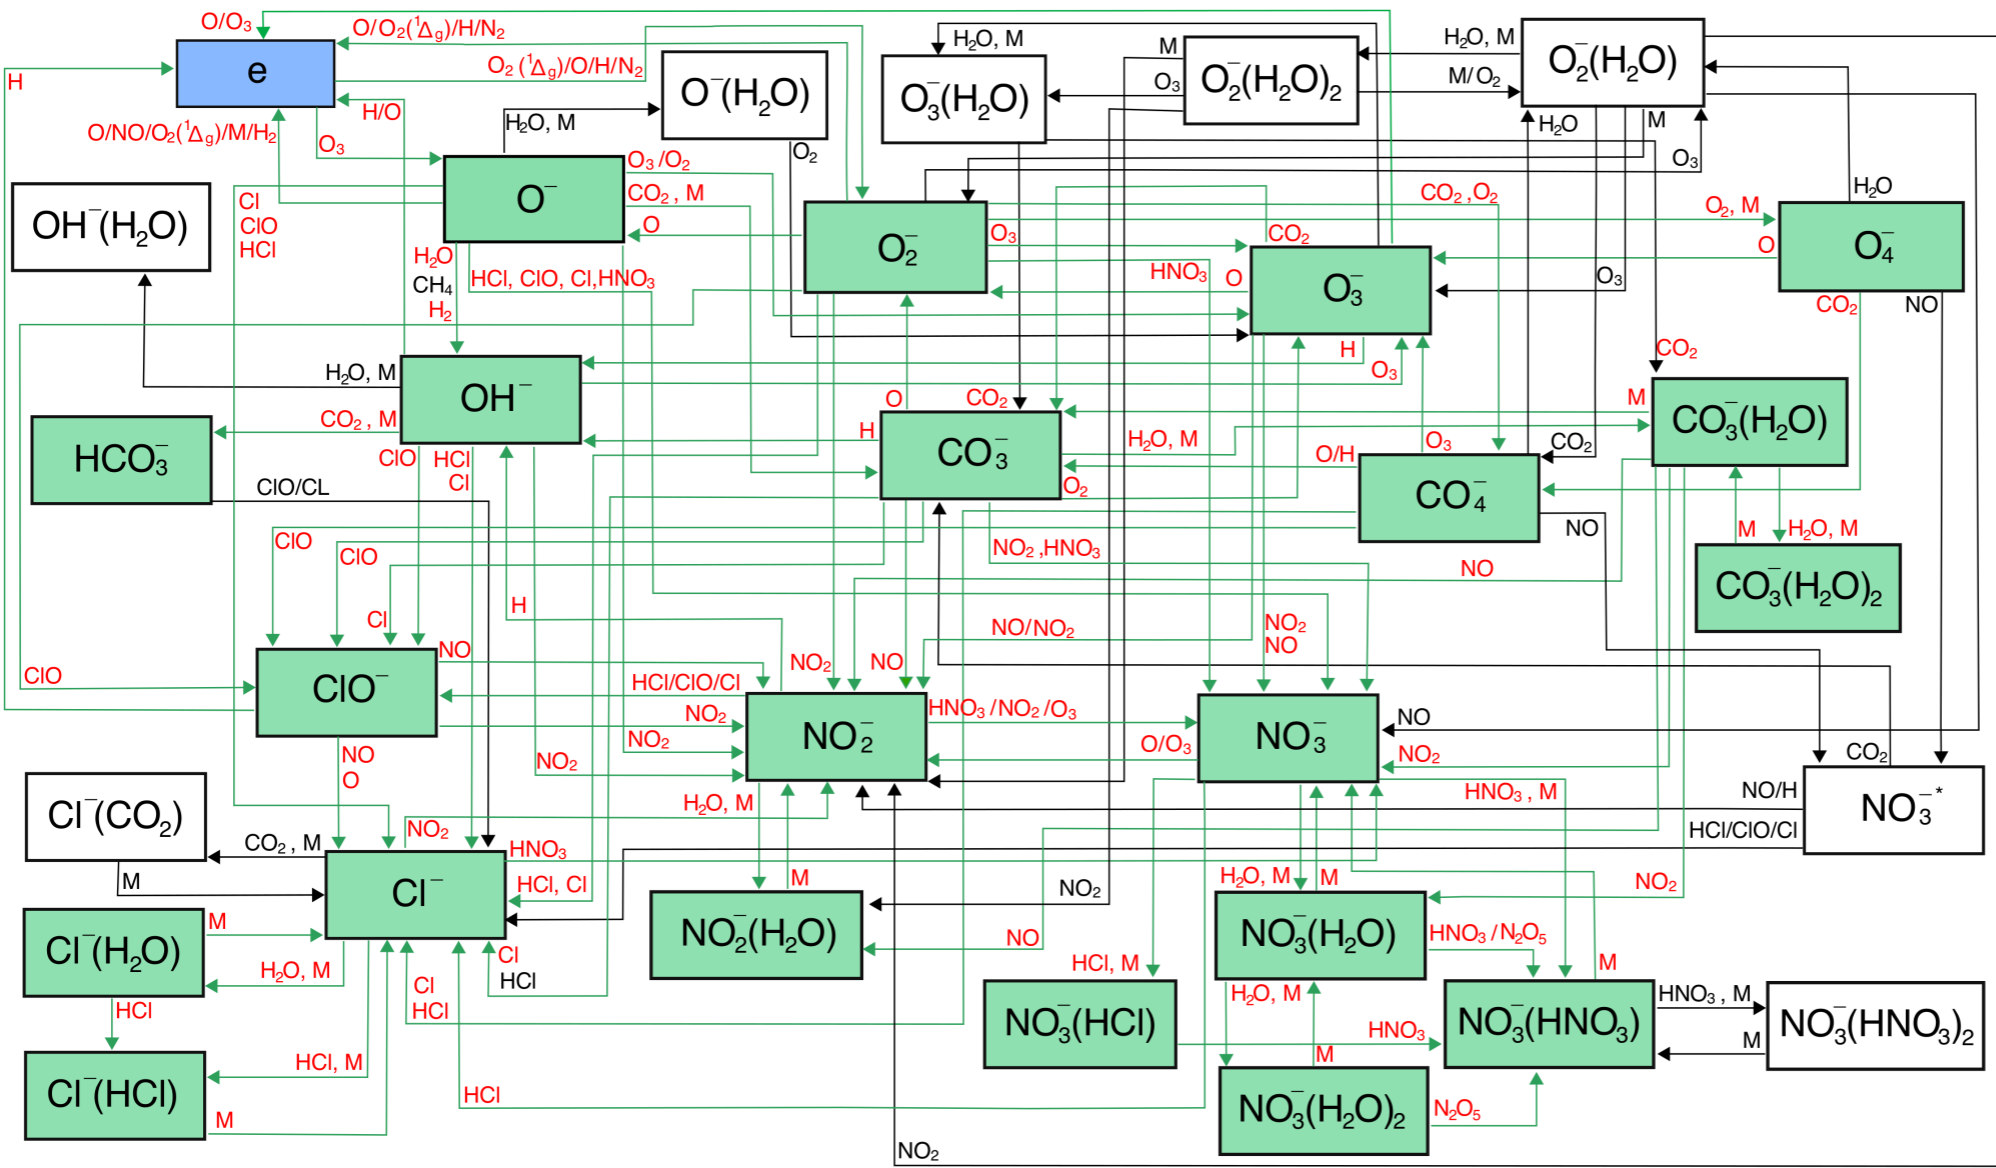 O/O₃
e
O/O₂(¹Δg)/H/N₂
O₂(¹Δg)/O/H/N₂
H
H/O
O/NO/O₂(¹Δg)/M/H₂
O₃
H₂O, M
O⁻(H₂O)
O₂
H₂O, M
O₃⁻(H₂O)
M
O₃
O₂⁻(H₂O)₂
H₂O, M
M/O₂
O₂⁻(H₂O)
H₂O
M
O₃
H₂O
OH⁻(H₂O)
Cl
ClO
HCl
O⁻
O₃/O₂
CO₂, M
O
O₂⁻
O₃
HNO₃
CO₂
O
O₃⁻
CO₂,O₂
O₃
O₂, M
O
O₄⁻
CO₂
NO
H₂O
CH₄
H₂
HCl, ClO, Cl,HNO₃
H
O₃
H₂O, M
OH⁻
CO₂, M
HCO₃⁻
ClO/CL
ClO
HCl
Cl
H
O
CO₂
CO₃⁻
H₂O, M
O₂
O/H
O₃
CO₄⁻
CO₂
NO
CO₂
M
CO₃⁻(H₂O)
M
H₂O, M
CO₃⁻(H₂O)₂
ClO
ClO
Cl
H
NO₂,HNO₃
NO
NO/NO₂
NO₂
NO
ClO
ClO⁻
NO
HCl/ClO/Cl
NO₂
NO₂
NO₂
NO₂
NO
NO₂⁻
HNO₃/NO₂/O₃
O/O₃
NO₃⁻
NO
NO₂
CO₂
NO/H
HCl/ClO/Cl
NO₃⁻*
NO
O
Cl⁻(CO₂)
CO₂, M
M
NO₂
Cl⁻
HNO₃
HCl, Cl
H₂O, M
M
NO₂⁻(H₂O)
NO₂
NO
HNO₃, M
H₂O, M
M
NO₂
NO₃⁻(H₂O)
HNO₃/N₂O₅
M
Cl⁻(H₂O)
M
H₂O, M
HCl
Cl
HCl
Cl
HCl
HCl, M
NO₃⁻(HCl)
HNO₃
H₂O, M
M
NO₃⁻(HNO₃)
HNO₃, M
M
NO₃⁻(HNO₃)₂
Cl⁻(HCl)
HCl, M
M
HCl
NO₃⁻(H₂O)₂
N₂O₅
NO₂